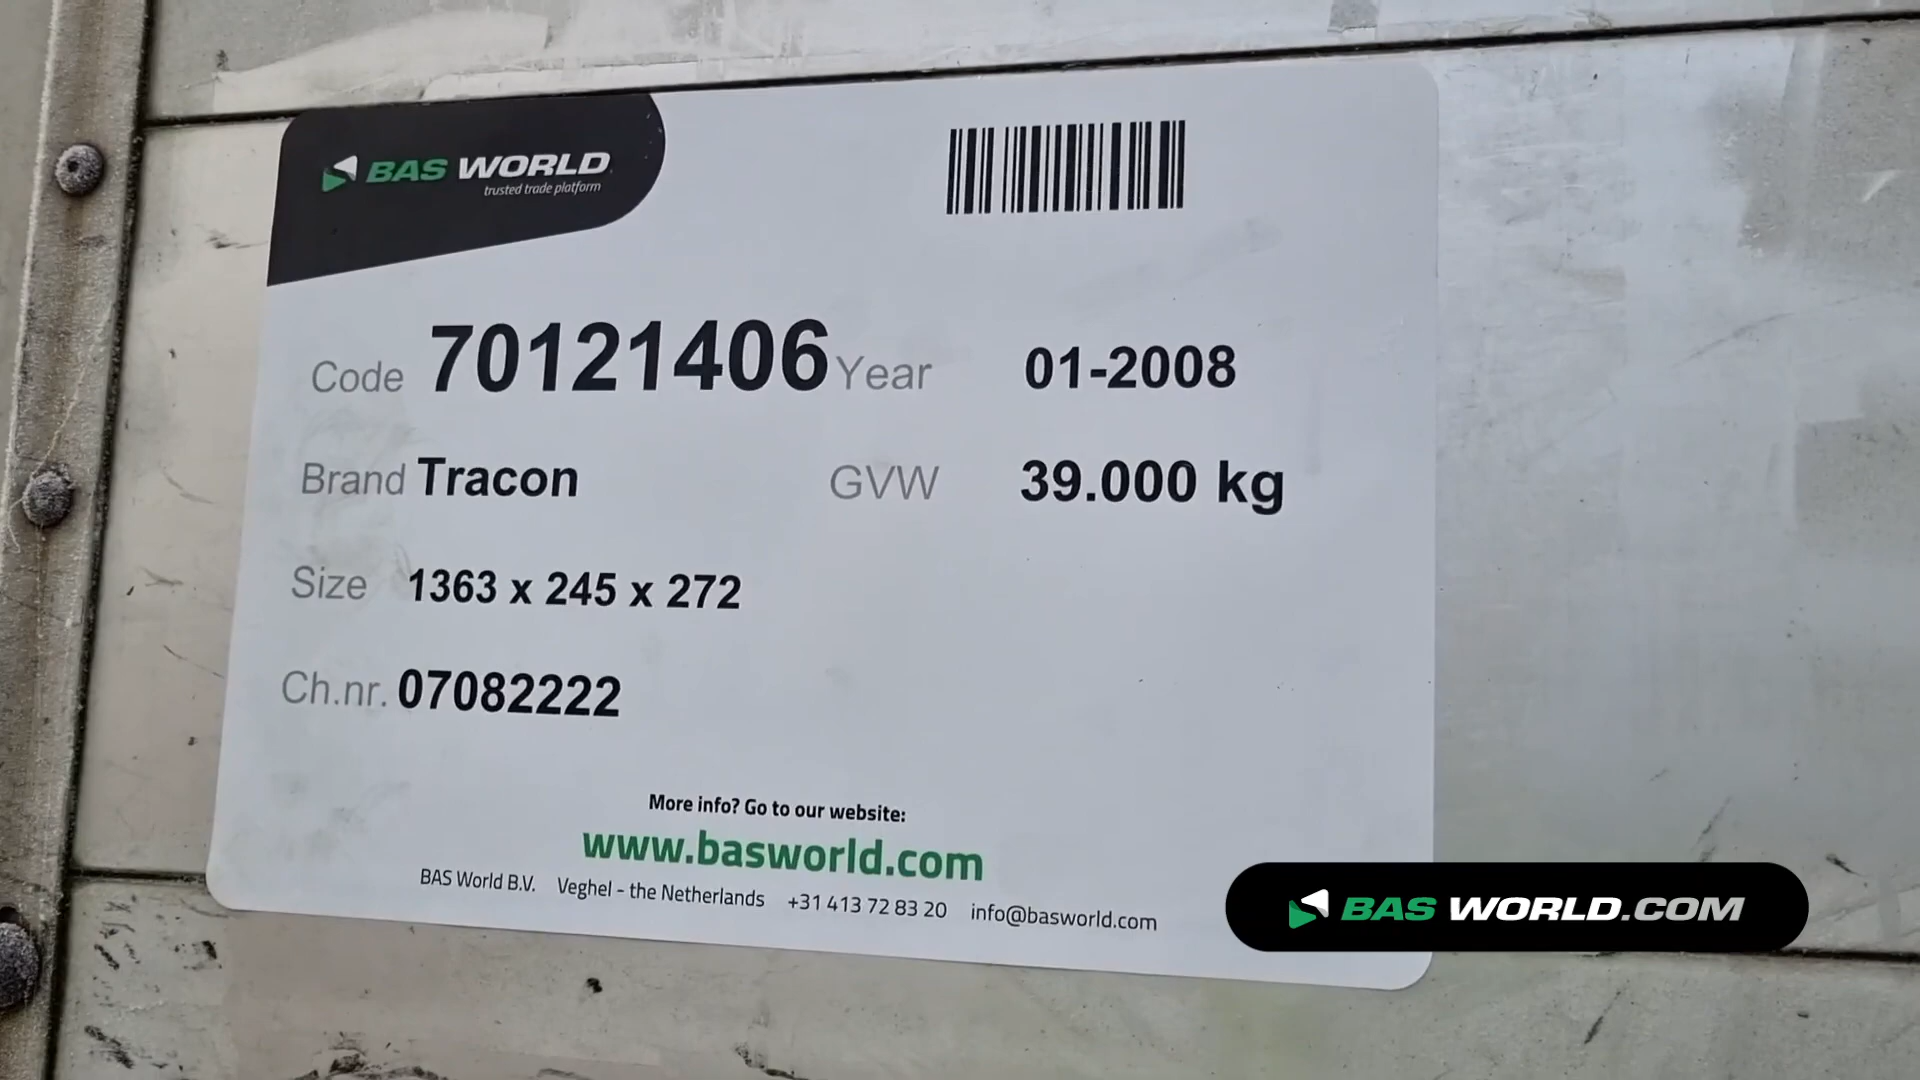 BAS WORLD
trusted trade platform
Code 70121406 Year 01-2008
Brand Tracon GVW 39.000 kg
Size 1363 x 245 x 272
Ch.nr. 07082222
More info? Go to our website:
www.basworld.com
BAS World B.V. Veghel - the Netherlands +31 413 72 83 20 info@basworld.com
BAS WORLD.COM